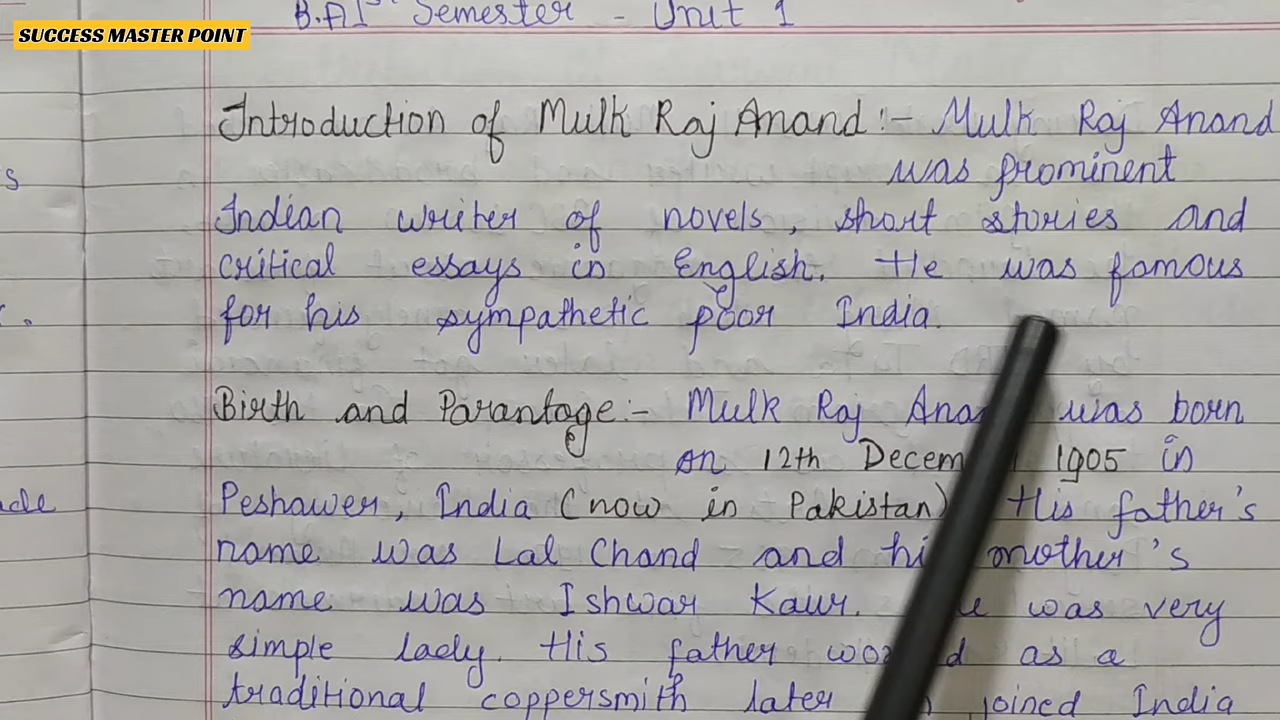 B.A 1st Semester - Unit 1
SUCCESS MASTER POINT
Introduction of Mulk Raj Anand :- Mulk Raj Anand
was prominent
Indian writer of novels, short stories and
critical essays in English. He was famous
for his sympathetic poor India.
Birth and Parantage :- Mulk Raj Anand was born
on 12th Decem 1905 in
Peshawer, India (now in Pakistan) His father's
name was Lal Chand and hi mother's
name was Ishwar Kaur. was very
simple lady. His father wor d as a
traditional coppersmith later joined India